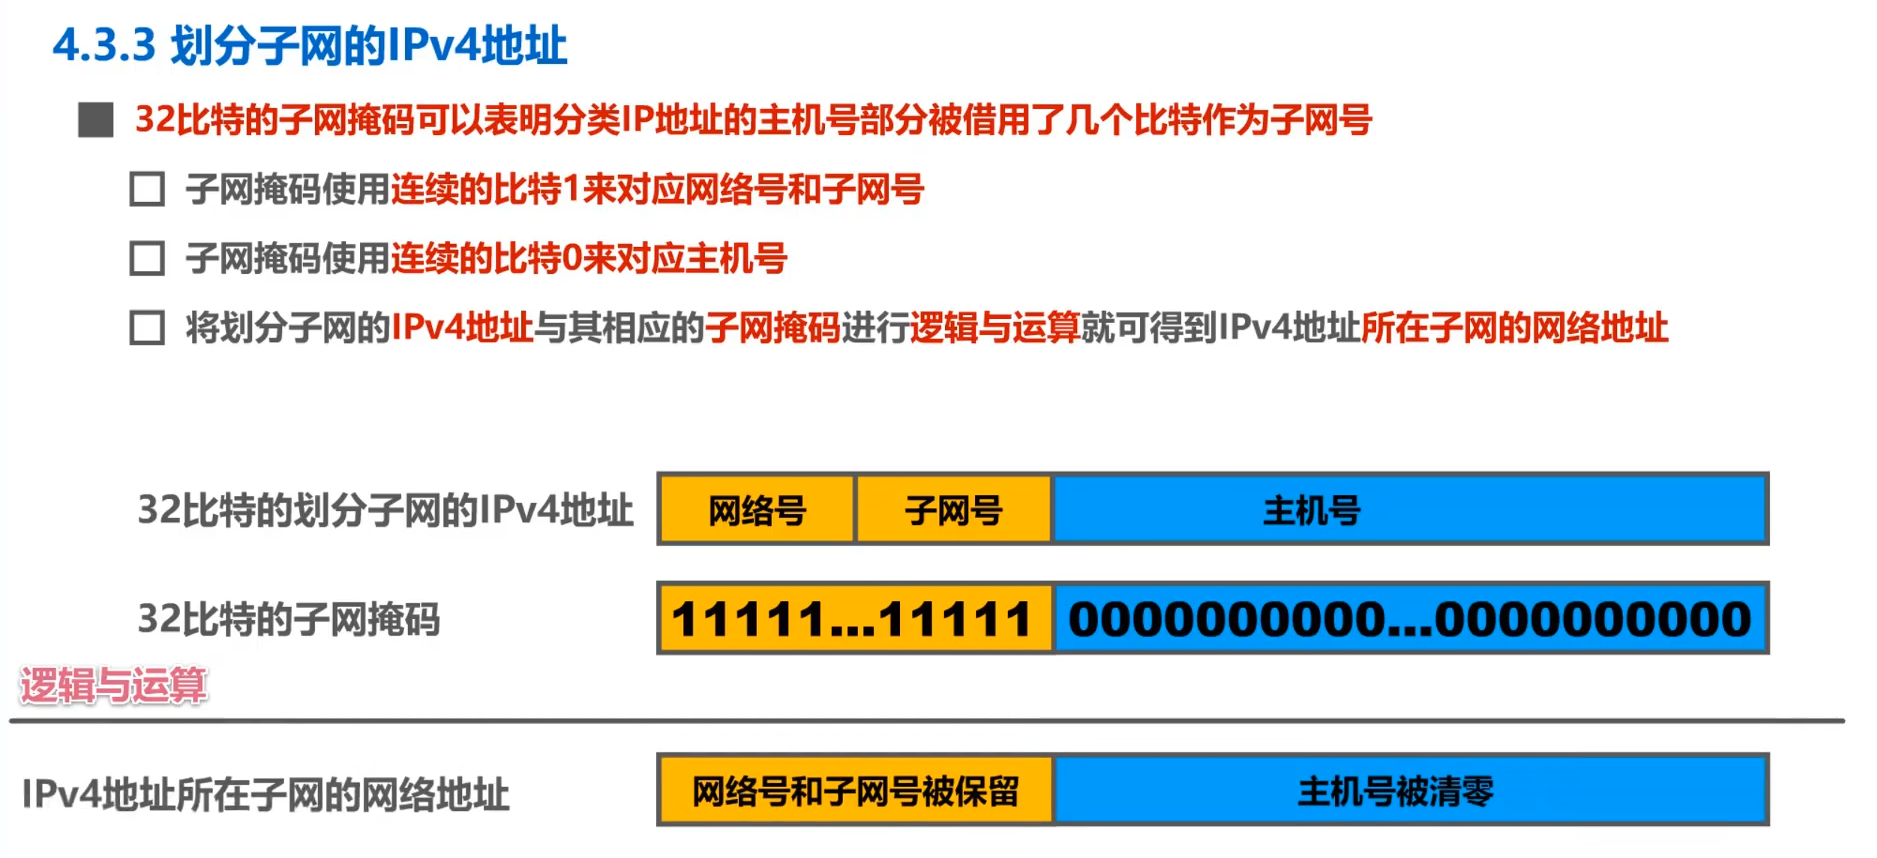 4.3.3 划分子网的IPv4地址
32比特的子网掩码可以表明分类IP地址的主机号部分被借用了几个比特作为子网号
子网掩码使用连续的比特1来对应网络号和子网号
子网掩码使用连续的比特0来对应主机号
将划分子网的IPv4地址与其相应的子网掩码进行逻辑与运算就可得到IPv4地址所在子网的网络地址
32比特的划分子网的IPv4地址 网络号 子网号 主机号
32比特的子网掩码 11111...11111 0000000000...0000000000
逻辑与运算
IPv4地址所在子网的网络地址 网络号和子网号被保留 主机号被清零